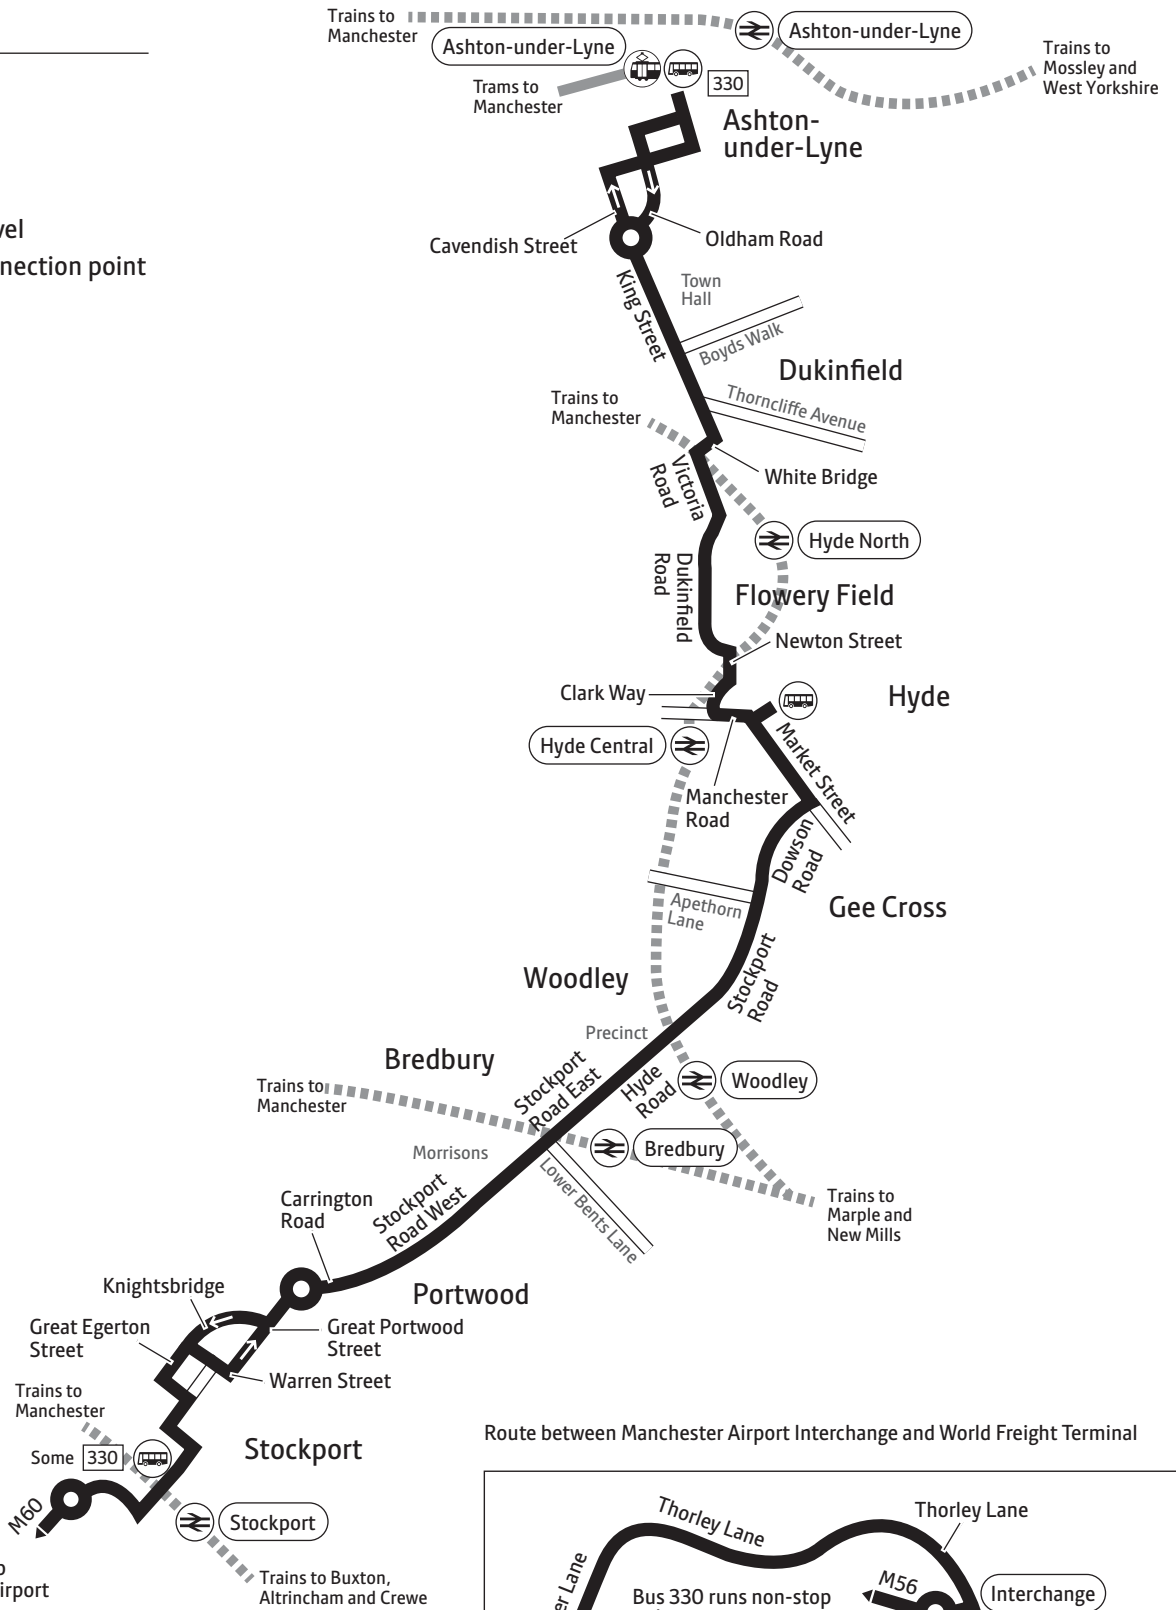 Trains to
Manchester
Ashton-under-Lyne
Ashton-under-Lyne
Trains to
Mossley and
West Yorkshire
Trams to
Manchester
330
Ashton-
under-Lyne
vel
nnection point
Cavendish Street
Oldham Road
King Street
Town
Hall
Boyds Walk
Dukinfield
Trains to
Manchester
Thorncliffe Avenue
White Bridge
Victoria
Road
Hyde North
Dukinfield
Road
Flowery Field
Newton Street
Clark Way
Hyde
Hyde Central
Market Street
Manchester
Road
Dowson
Road
Apethorn
Lane
Gee Cross
Stockport
Road
Woodley
Precinct
Bredbury
Stockport
Road East
Hyde
Road
Woodley
Trains to
Manchester
Morrisons
Bredbury
Lower Bents Lane
Trains to
Marple and
New Mills
Carrington
Road
Stockport
Road West
Knightsbridge
Portwood
Great Egerton
Street
Great Portwood
Street
Warren Street
Trains to
Manchester
Some 330
Stockport
M60
Stockport
Trains to Buxton,
Altrincham and Crewe
irport
Route between Manchester Airport Interchange and World Freight Terminal
Thorley Lane
Thorley Lane
er Lane
M56
Interchange
Bus 330 runs non-stop